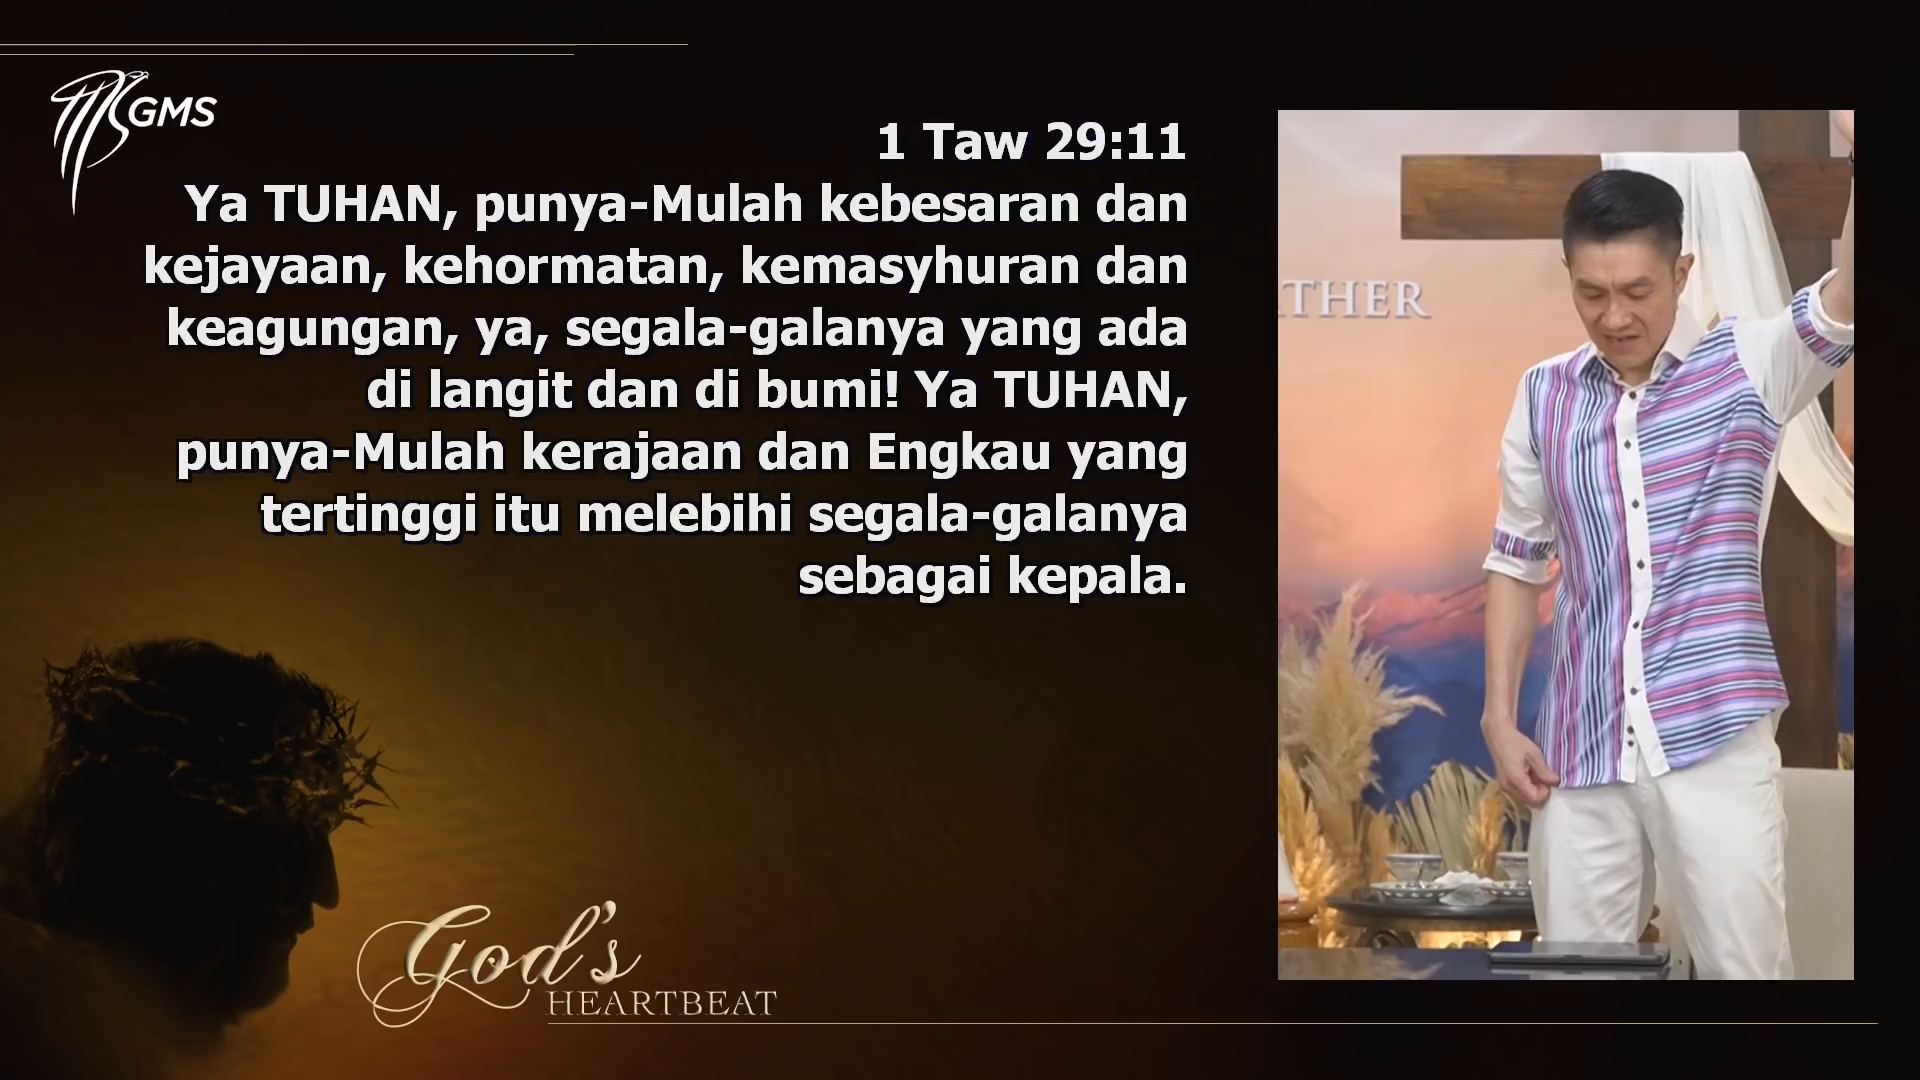 GMS
1 Taw 29:11
Ya TUHAN, punya-Mulah kebesaran dan
kejayaan, kehormatan, kemasyhuran dan
keagungan, ya, segala-galanya yang ada
di langit dan di bumi! Ya TUHAN,
punya-Mulah kerajaan dan Engkau yang
tertinggi itu melebihi segala-galanya
sebagai kepala.
THER
God's
HEARTBEAT